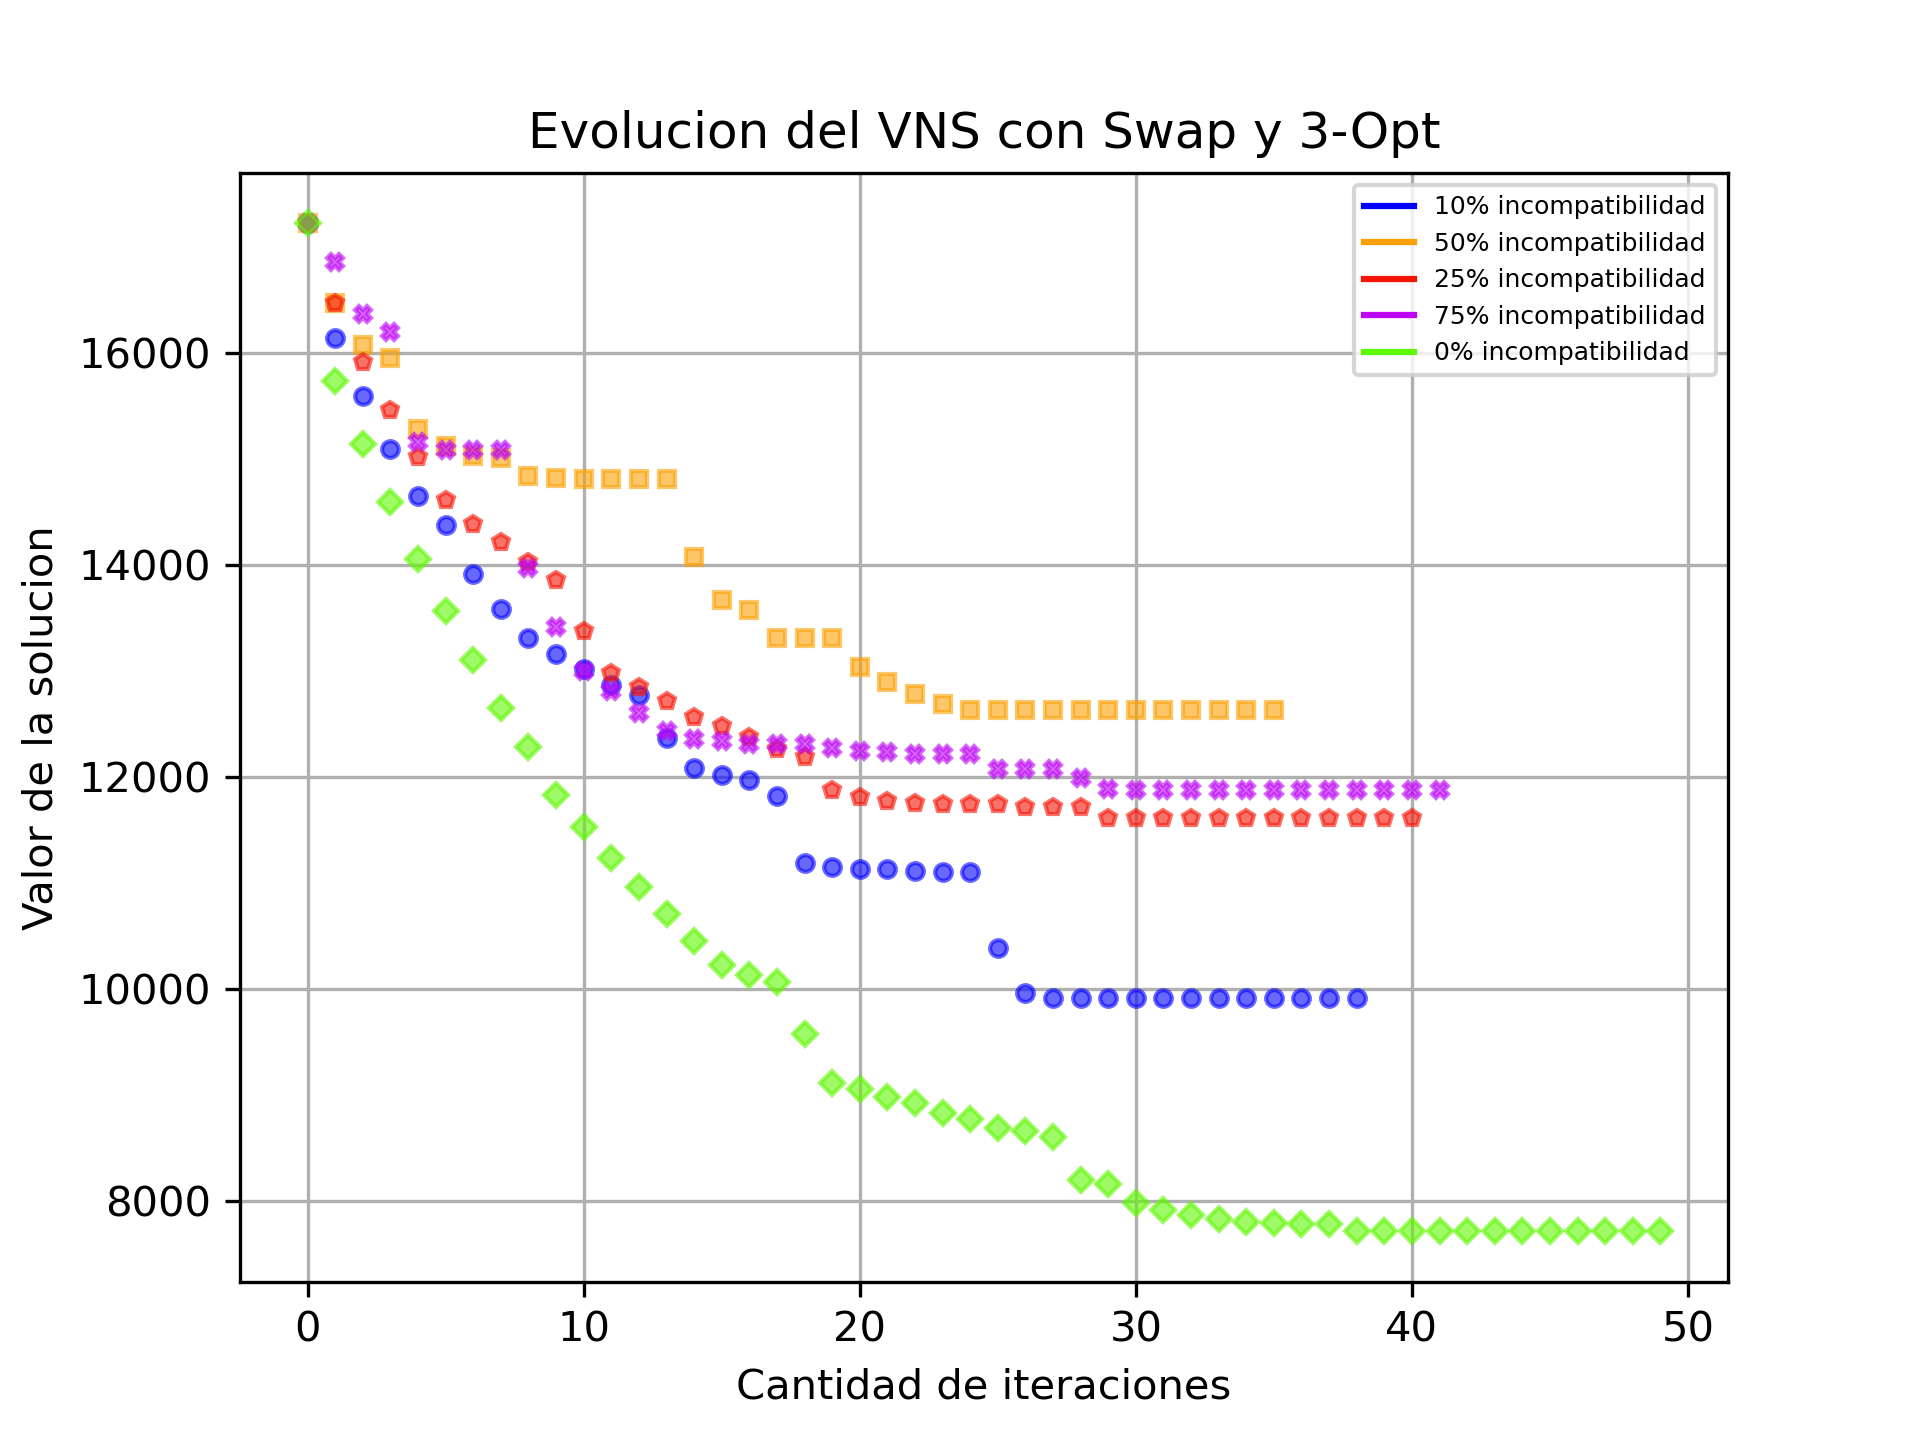 Evolucion del VNS con Swap y 3-Opt
10% incompatibilidad
50% incompatibilidad
25% incompatibilidad
75% incompatibilidad
0% incompatibilidad
Valor de la solucion
16000
14000
12000
10000
8000
0 10 20 30 40 50
Cantidad de iteraciones